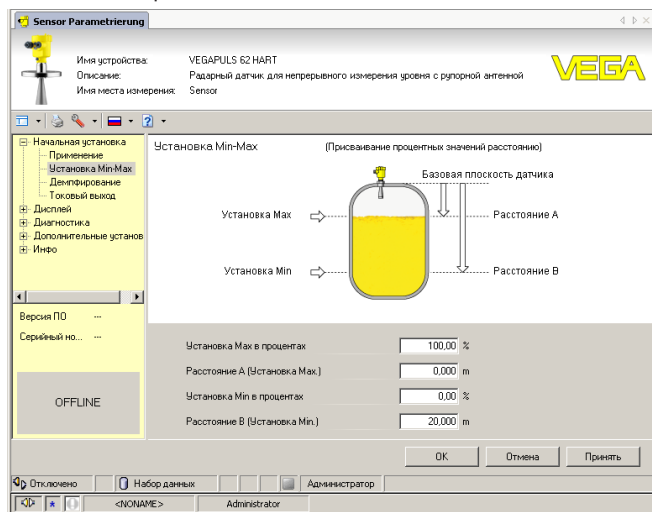 Sensor Parametrierung
Имя устройства: VEGAPULS 62 HART
Описание: Радарный датчик для непрерывного измерения уровня с рупорной антенной
Имя места измерения: Sensor
VEGA
Начальная установка
Применение
Установка Min-Max
Демпфирование
Токовый выход
Дисплей
Диагностика
Дополнительные установ
Инфо
Версия ПО ---
Серийный но... ---
OFFLINE
Установка Min-Max (Присваивание процентных значений расстоянию)
Базовая плоскость датчика
Установка Max Расстояние A
Установка Min Расстояние B
Установка Max в процентах 100,00 %
Расстояние A (Установка Max.) 0,000 m
Установка Min в процентах 0,00 %
Расстояние B (Установка Min.) 20,000 m
OK Отмена Принять
Отключено Набор данных Администратор
<NONAME> Administrator